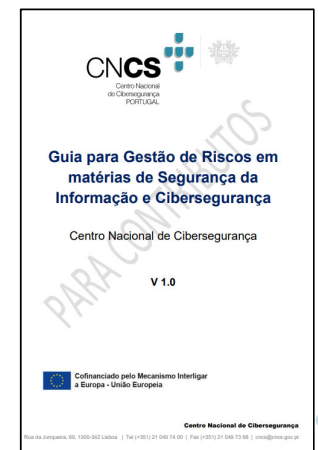 CNCS
Centro Nacional
de Cibersegurança
PORTUGAL
Guia para Gestão de Riscos em
matérias de Segurança da
Informação e Cibersegurança
Centro Nacional de Cibersegurança
V 1.0
PARA CONTRIBUTOS
Cofinanciado pelo Mecanismo Interligar
a Europa - União Europeia
Centro Nacional de Cibersegurança
Rua da Junqueira, 69, 1300-342 Lisboa | Tel (+351) 21 049 74 00 | Fax (+351) 21 049 73 98 | cncs@cncs.gov.pt